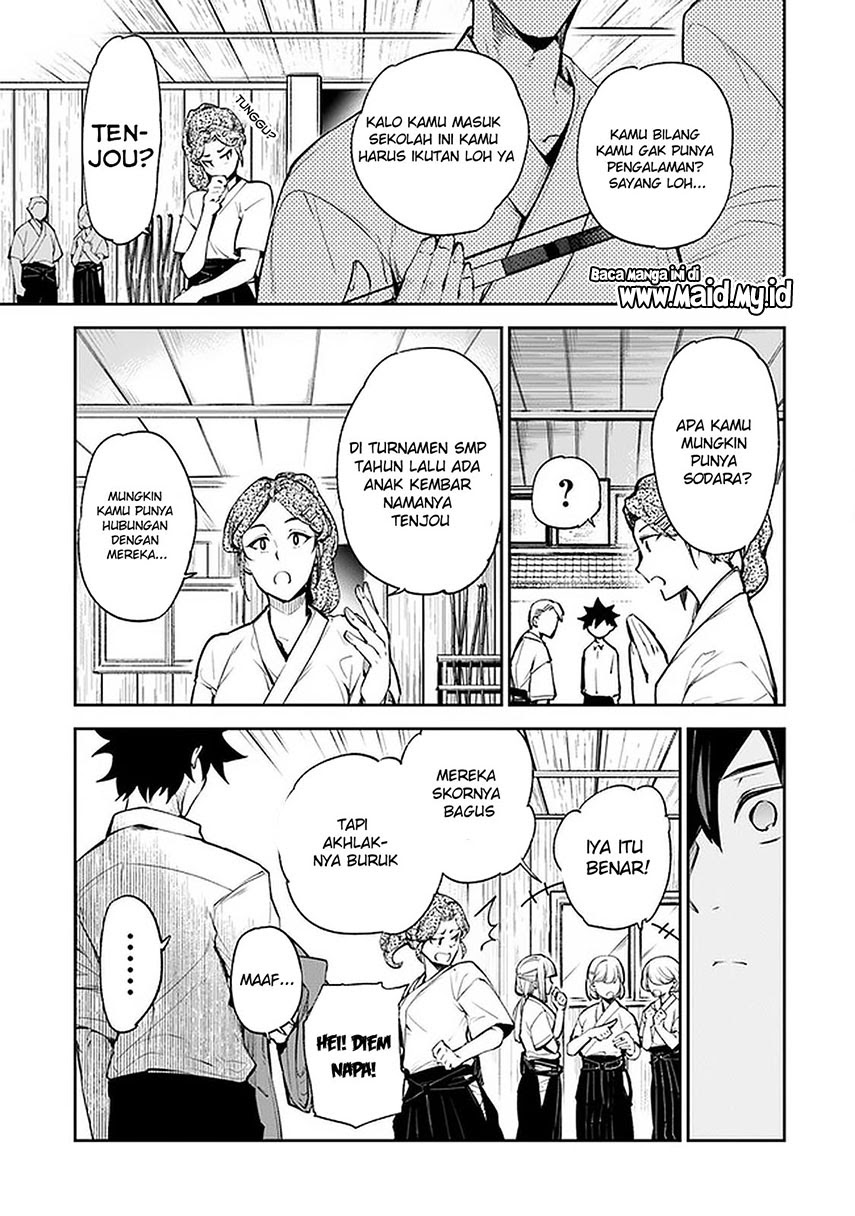 KAMU BILANG
KAMU GAK PUNYA
PENGALAMAN?
SAYANG LOH...
KALO KAMU MASUK
SEKOLAH INI KAMU
HARUS IKUTAN LOH YA
TUNGGU?
TEN-
JOU?
Baca Manga ini di
www.Maid.My.id
APA KAMU
MUNGKIN
PUNYA
SODARA?
?
DI TURNAMEN SMP
TAHUN LALU ADA
ANAK KEMBAR
NAMANYA
TENJOU
MUNGKIN
KAMU PUNYA
HUBUNGAN
DENGAN
MEREKA...
IYA ITU
BENAR!
MEREKA
SKORNYA
BAGUS
TAPI
AKHLAK-
NYA BURUK
HEI! DIEM
NAPA!
MAAF...
......